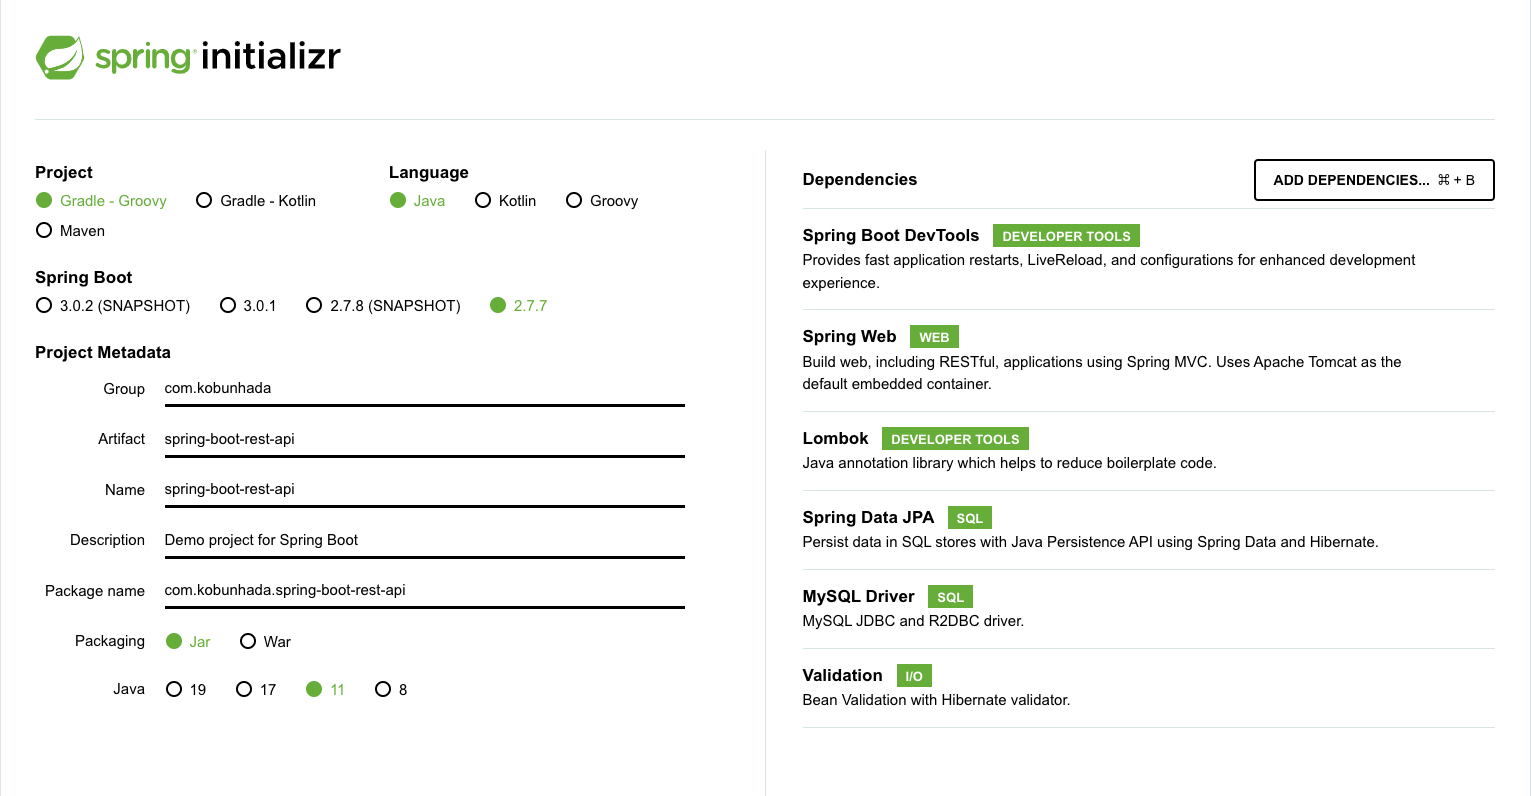 spring initializr
Project
Gradle - Groovy
Gradle - Kotlin
Maven
Language
Java
Kotlin
Groovy
Spring Boot
3.0.2 (SNAPSHOT)
3.0.1
2.7.8 (SNAPSHOT)
2.7.7
Project Metadata
Group
com.kobunhada
Artifact
spring-boot-rest-api
Name
spring-boot-rest-api
Description
Demo project for Spring Boot
Package name
com.kobunhada.spring-boot-rest-api
Packaging
Jar
War
Java
19
17
11
8
Dependencies
ADD DEPENDENCIES... ⌘ + B
Spring Boot DevTools DEVELOPER TOOLS
Provides fast application restarts, LiveReload, and configurations for enhanced development
experience.
Spring Web WEB
Build web, including RESTful, applications using Spring MVC. Uses Apache Tomcat as the
default embedded container.
Lombok DEVELOPER TOOLS
Java annotation library which helps to reduce boilerplate code.
Spring Data JPA SQL
Persist data in SQL stores with Java Persistence API using Spring Data and Hibernate.
MySQL Driver SQL
MySQL JDBC and R2DBC driver.
Validation I/O
Bean Validation with Hibernate validator.